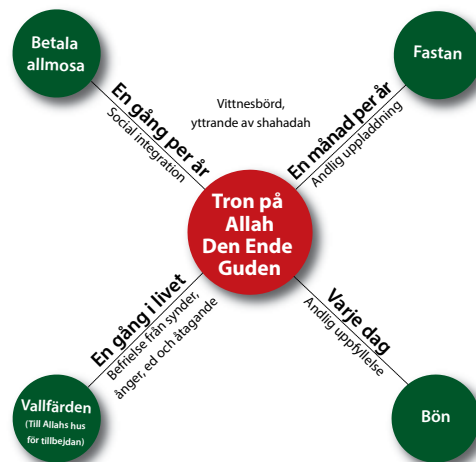 Betala
allmosa
Fastan
En gång per år
Social integration
Vittnesbörd,
yttrande av shahadah
En månad per år
Andlig uppladdning
Tron på
Allah
Den Ende
Guden
En gång i livet
Befrielse från synder,
ånger, ed och åtagande
Varje dag
Andlig uppfyllelse
Vallfärden
(Till Allahs hus
för tillbejdan)
Bön